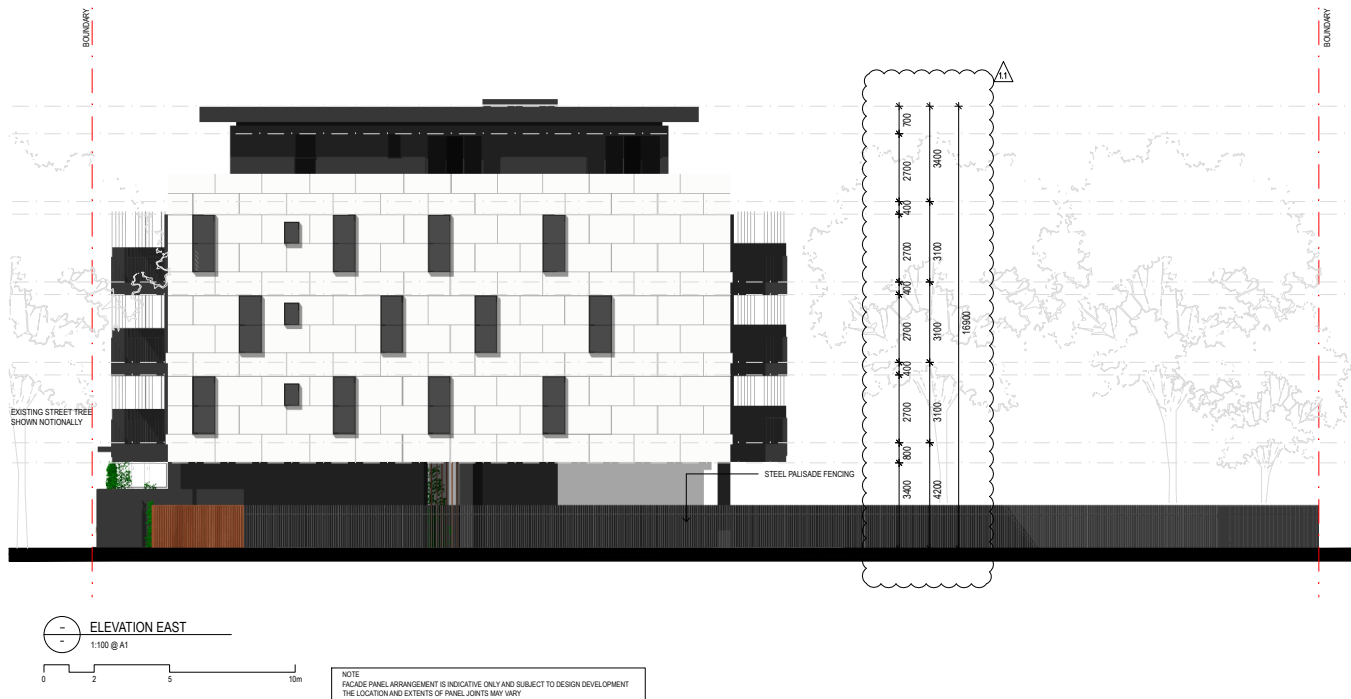 BOUNDARY
BOUNDARY
1.1
700
2700
400
2700
400
2700
400
2700
800
3400
3400
3100
3100
3100
4200
16900
EXISTING STREET TREE
SHOWN NOTIONALLY
STEEL PALISADE FENCING
-
-
ELEVATION EAST
1:100 @ A1
0 2 5 10m
NOTE
FACADE PANEL ARRANGEMENT IS INDICATIVE ONLY AND SUBJECT TO DESIGN DEVELOPMENT
THE LOCATION AND EXTENTS OF PANEL JOINTS MAY VARY